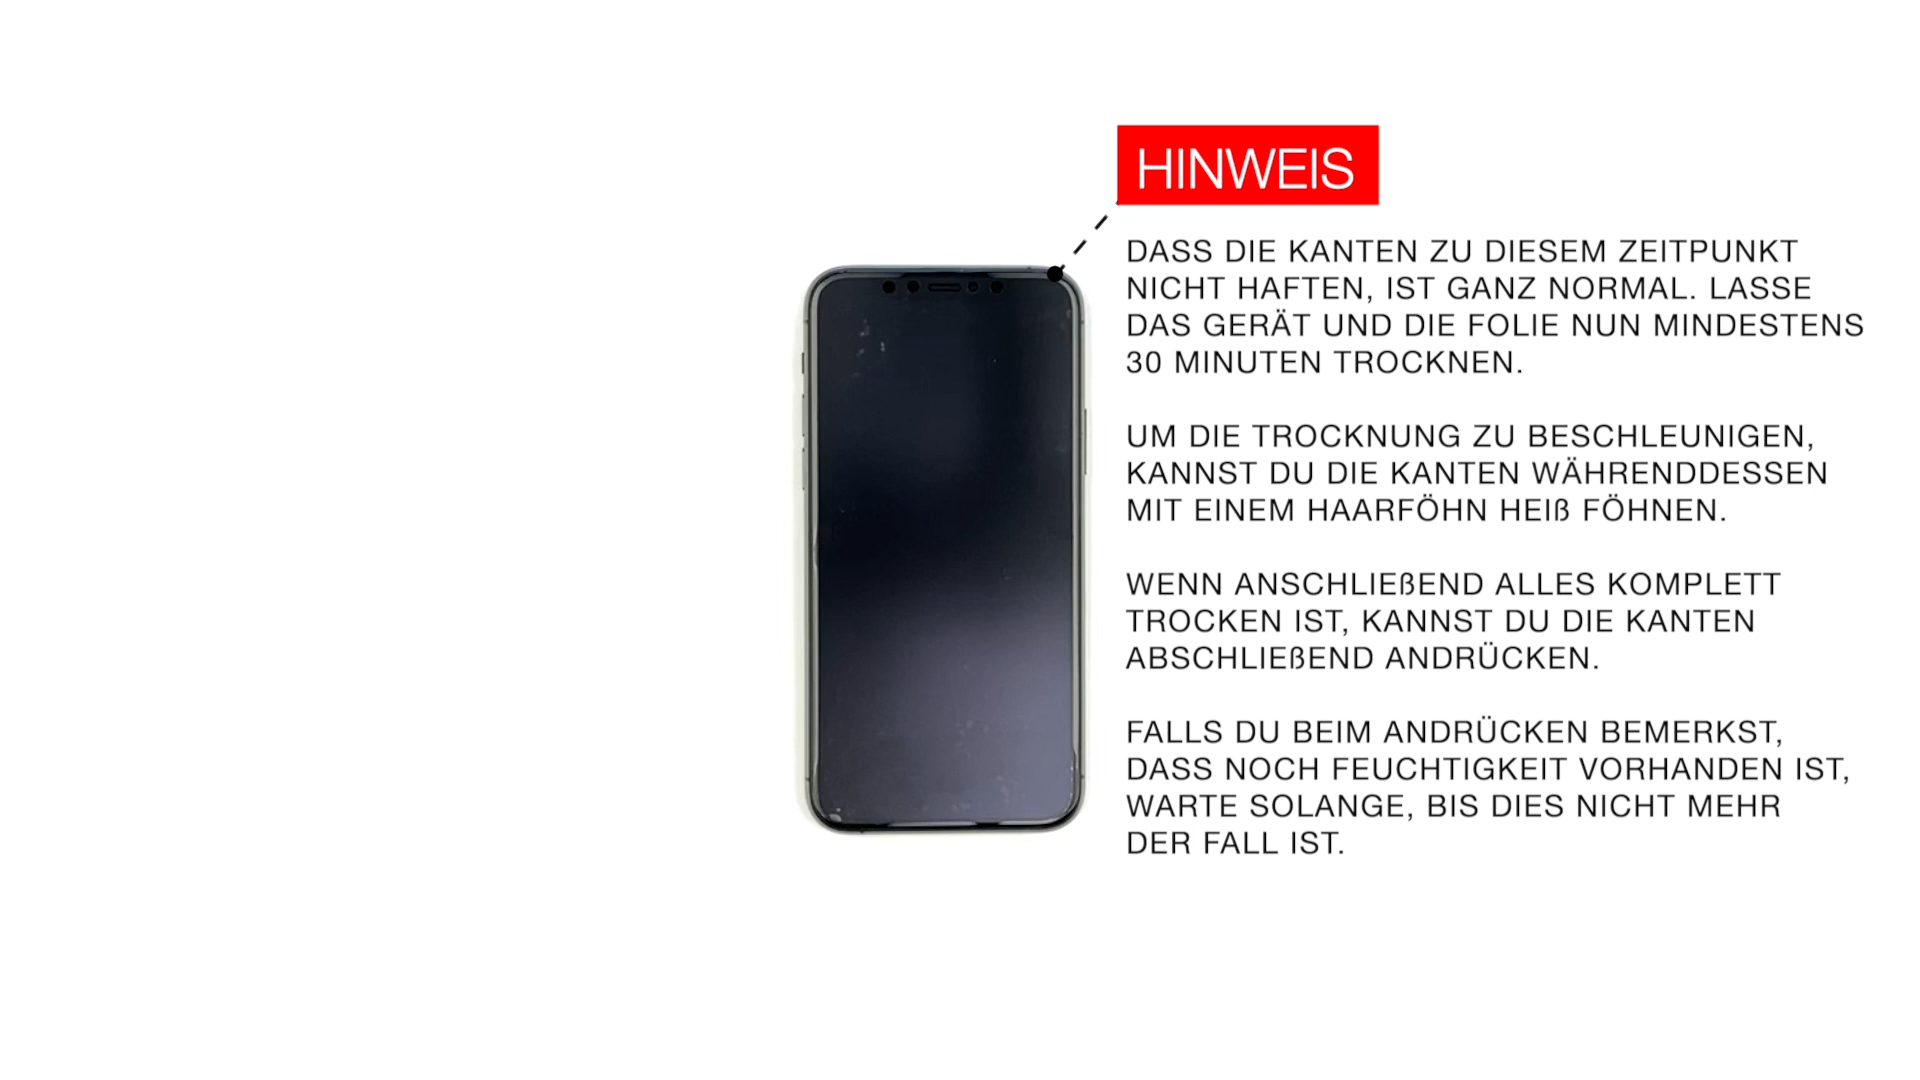 HINWEIS
DASS DIE KANTEN ZU DIESEM ZEITPUNKT
NICHT HAFTEN, IST GANZ NORMAL. LASSE
DAS GERÄT UND DIE FOLIE NUN MINDESTENS
30 MINUTEN TROCKNEN.
UM DIE TROCKNUNG ZU BESCHLEUNIGEN,
KANNST DU DIE KANTEN WÄHRENDDESSEN
MIT EINEM HAARFÖHN HEIß FÖHNEN.
WENN ANSCHLIEßEND ALLES KOMPLETT
TROCKEN IST, KANNST DU DIE KANTEN
ABSCHLIEßEND ANDRÜCKEN.
FALLS DU BEIM ANDRÜCKEN BEMERKST,
DASS NOCH FEUCHTIGKEIT VORHANDEN IST,
WARTE SOLANGE, BIS DIES NICHT MEHR
DER FALL IST.